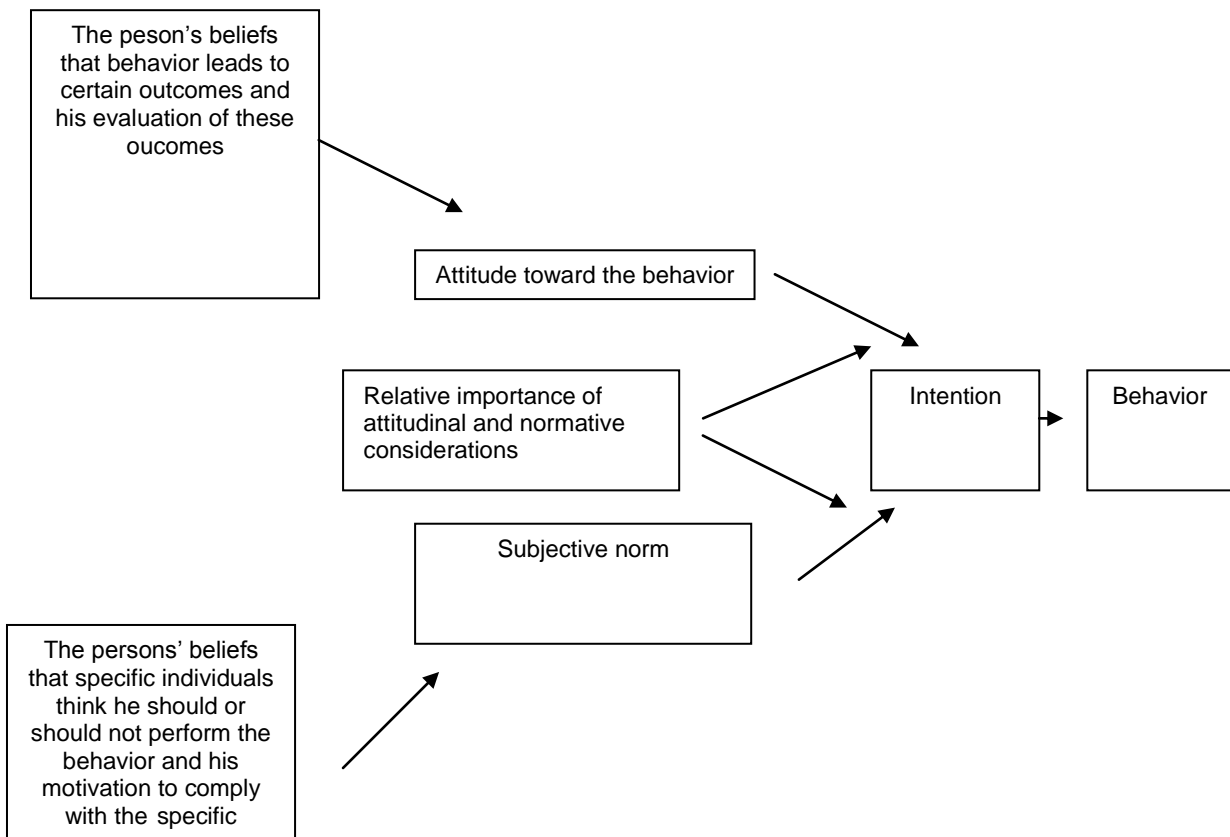 The peson’s beliefs
that behavior leads to
certain outcomes and
his evaluation of these
oucomes
Attitude toward the behavior
Relative importance of
attitudinal and normative
considerations
Intention
Behavior
Subjective norm
The persons’ beliefs
that specific individuals
think he should or
should not perform the
behavior and his
motivation to comply
with the specific